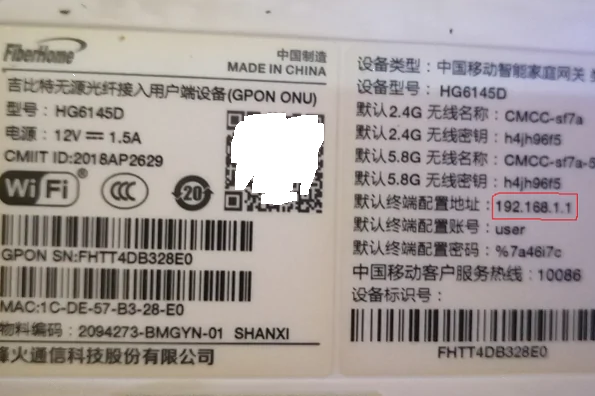 FiberHome
中国制造
MADE IN CHINA
吉比特无源光纤接入用户端设备(GPON ONU)
型号：HG6145D
电源：12V⎓1.5A
CMIIT ID:2018AP2629
WiFi
CCC
20
GPON SN:FHTT4DB328E0
MAC:1C-DE-57-B3-28-E0
物料编码：2094273-BMGYN-01 SHANXI
烽火通信科技股份有限公司
设备类型：中国移动智能家庭网关
设备型号：HG6145D
默认2.4G 无线名称：CMCC-sf7a
默认2.4G 无线密钥：h4jh96f5
默认5.8G 无线名称：CMCC-sf7a-5
默认5.8G 无线密钥：h4jh96f5
默认终端配置地址：192.168.1.1
默认终端配置账号：user
默认终端配置密码：%7a46i7c
中国移动客户服务热线：10086
设备标识号：
FHTT4DB328E0